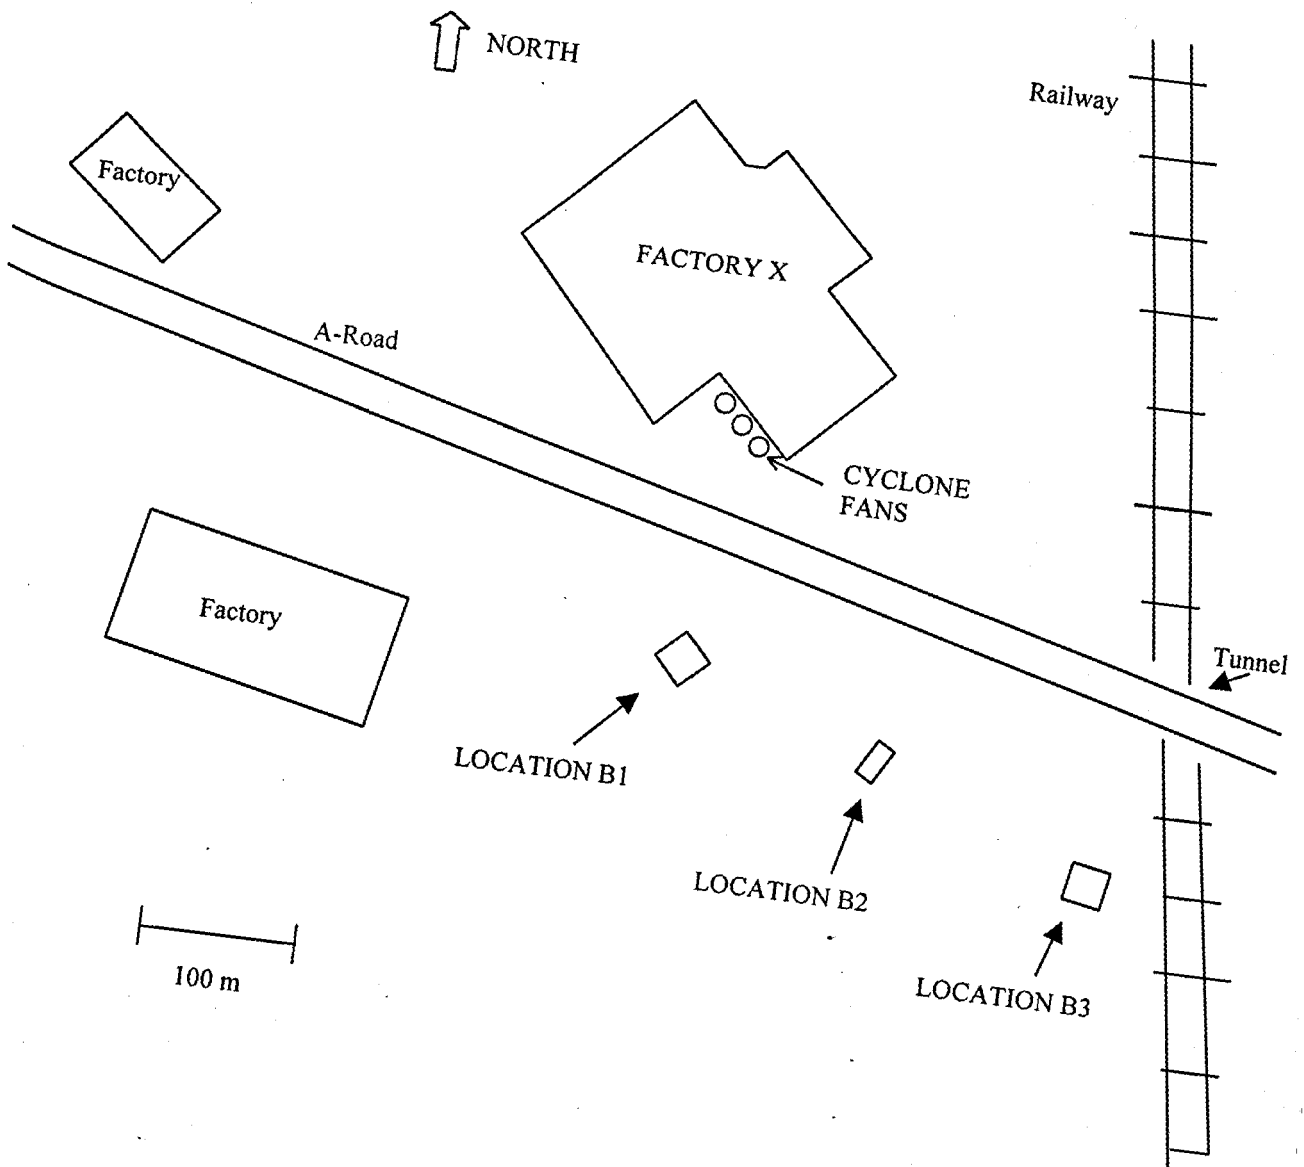 NORTH
Railway
Factory
FACTORY X
A-Road
CYCLONE
FANS
Factory
Tunnel
LOCATION B1
LOCATION B2
100 m
LOCATION B3